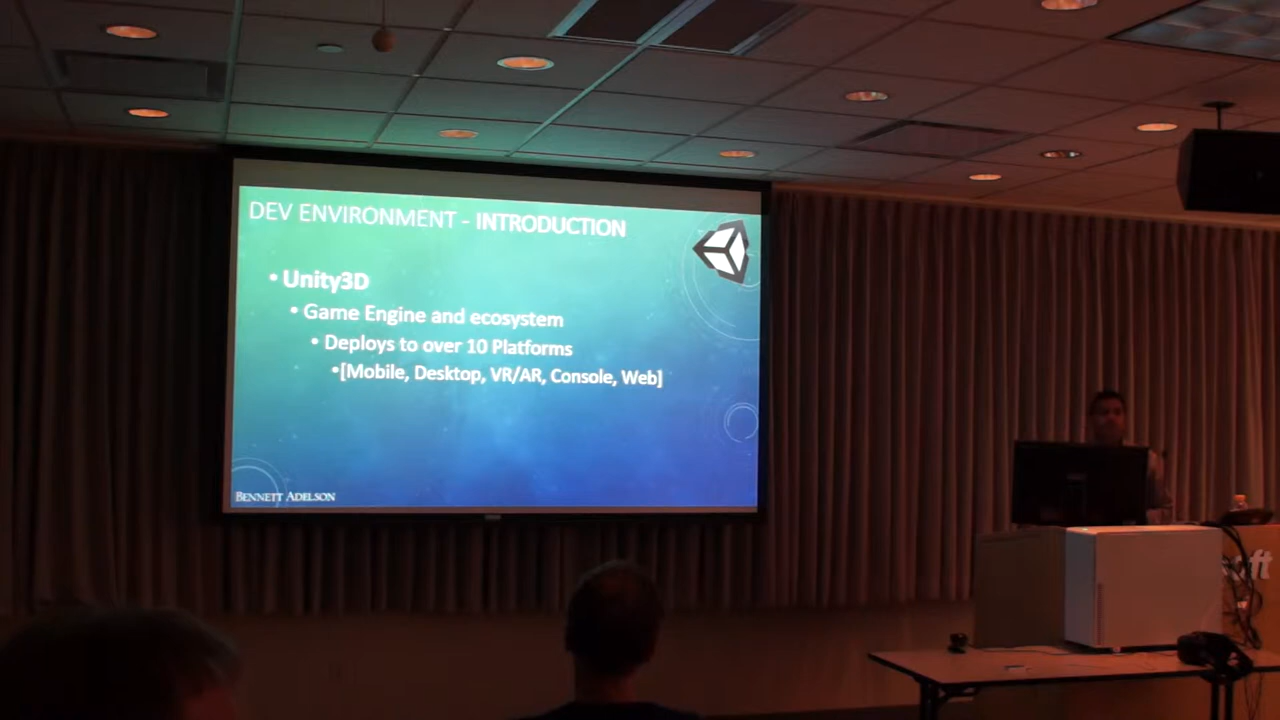 DEV ENVIRONMENT - INTRODUCTION
• Unity3D
• Game Engine and ecosystem
• Deploys to over 10 Platforms
•[Mobile, Desktop, VR/AR, Console, Web]
BENNETT ADELSON